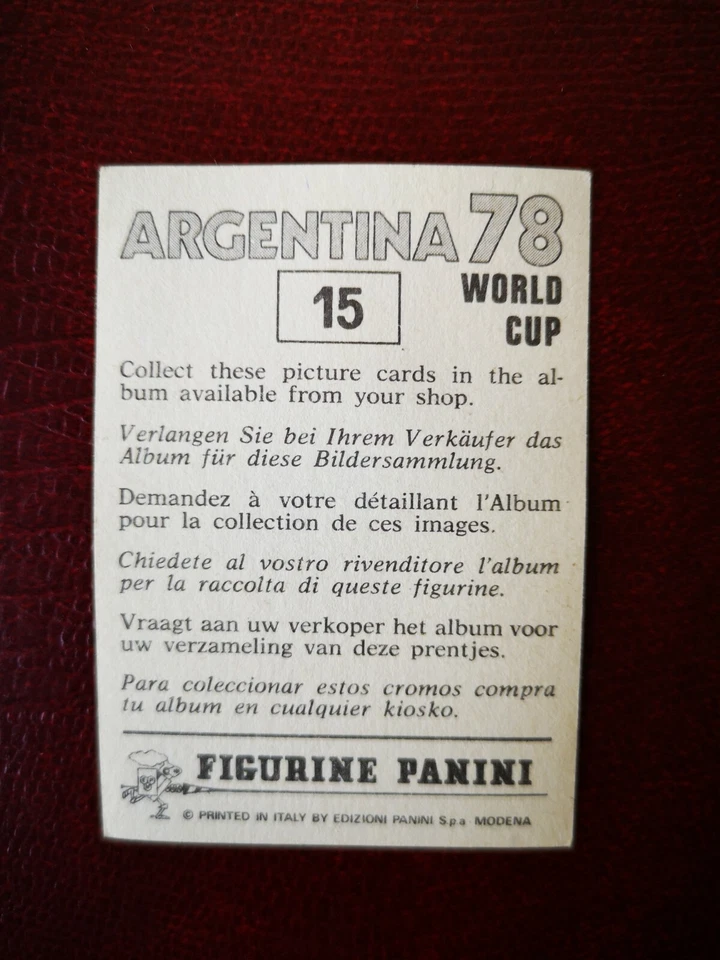 ARGENTINA 78
WORLD
CUP
15
Collect these picture cards in the al-
bum available from your shop.
Verlangen Sie bei Ihrem Verkäufer das
Album für diese Bildersammlung.
Demandez à votre détaillant l'Album
pour la collection de ces images.
Chiedete al vostro rivenditore l'album
per la raccolta di queste figurine.
Vraagt aan uw verkoper het album voor
uw verzameling van deze prentjes.
Para coleccionar estos cromos compra
tu album en cualquier kiosko.
FIGURINE PANINI
© PRINTED IN ITALY BY EDIZIONI PANINI S.p.a MODENA